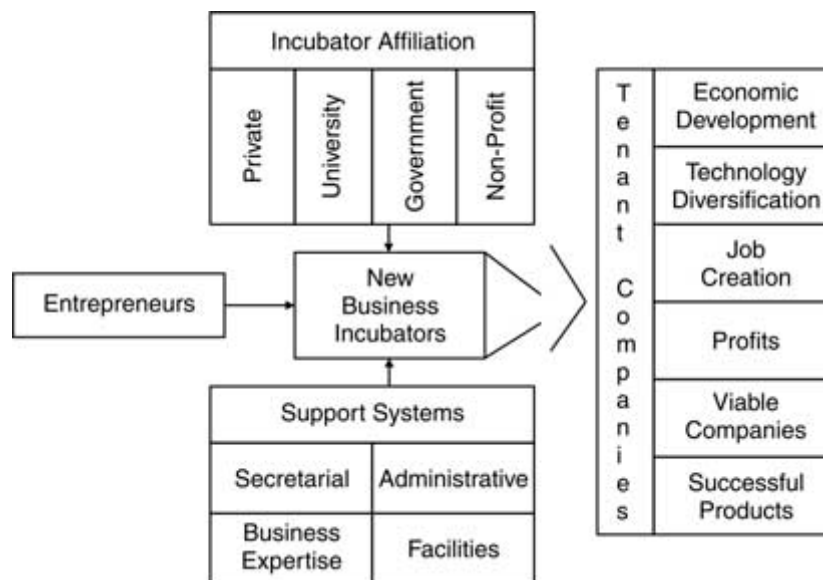 Incubator Affiliation
Private
University
Government
Non-Profit
Entrepreneurs
New
Business
Incubators
Support Systems
Secretarial
Administrative
Business
Expertise
Facilities
Tenant Companies
Economic
Development
Technology
Diversification
Job
Creation
Profits
Viable
Companies
Successful
Products